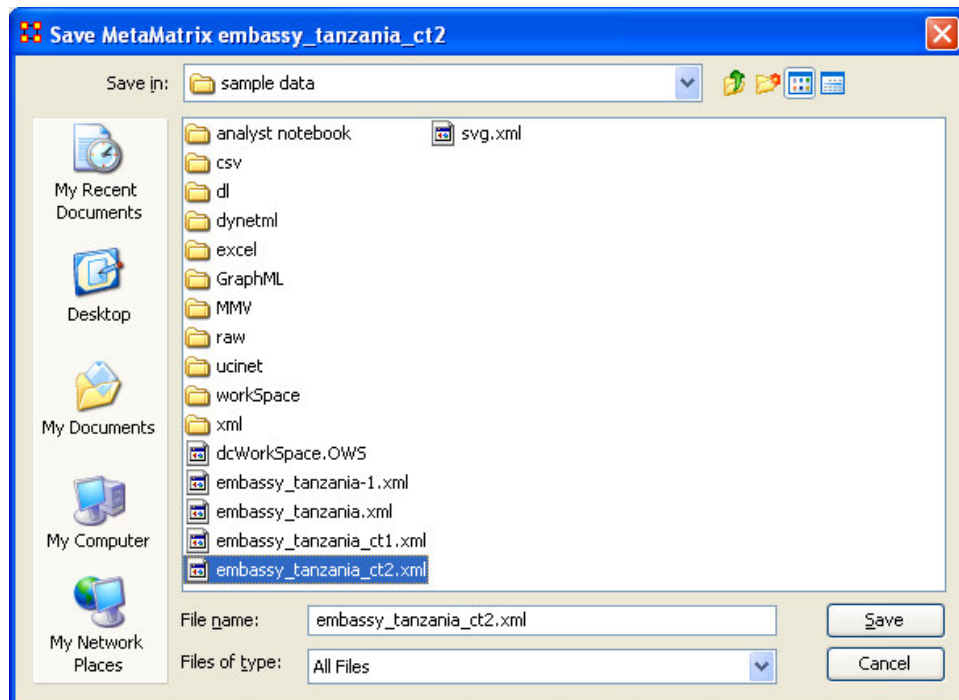 Save MetaMatrix embassy_tanzania_ct2
Save in:
sample data
My Recent
Documents
Desktop
My Documents
My Computer
My Network
Places
analyst notebook
csv
dl
dynetml
excel
GraphML
MMV
raw
ucinet
workSpace
xml
dcWorkSpace.OWS
embassy_tanzania-1.xml
embassy_tanzania.xml
embassy_tanzania_ct1.xml
embassy_tanzania_ct2.xml
svg.xml
File name:
embassy_tanzania_ct2.xml
Save
Files of type:
All Files
Cancel